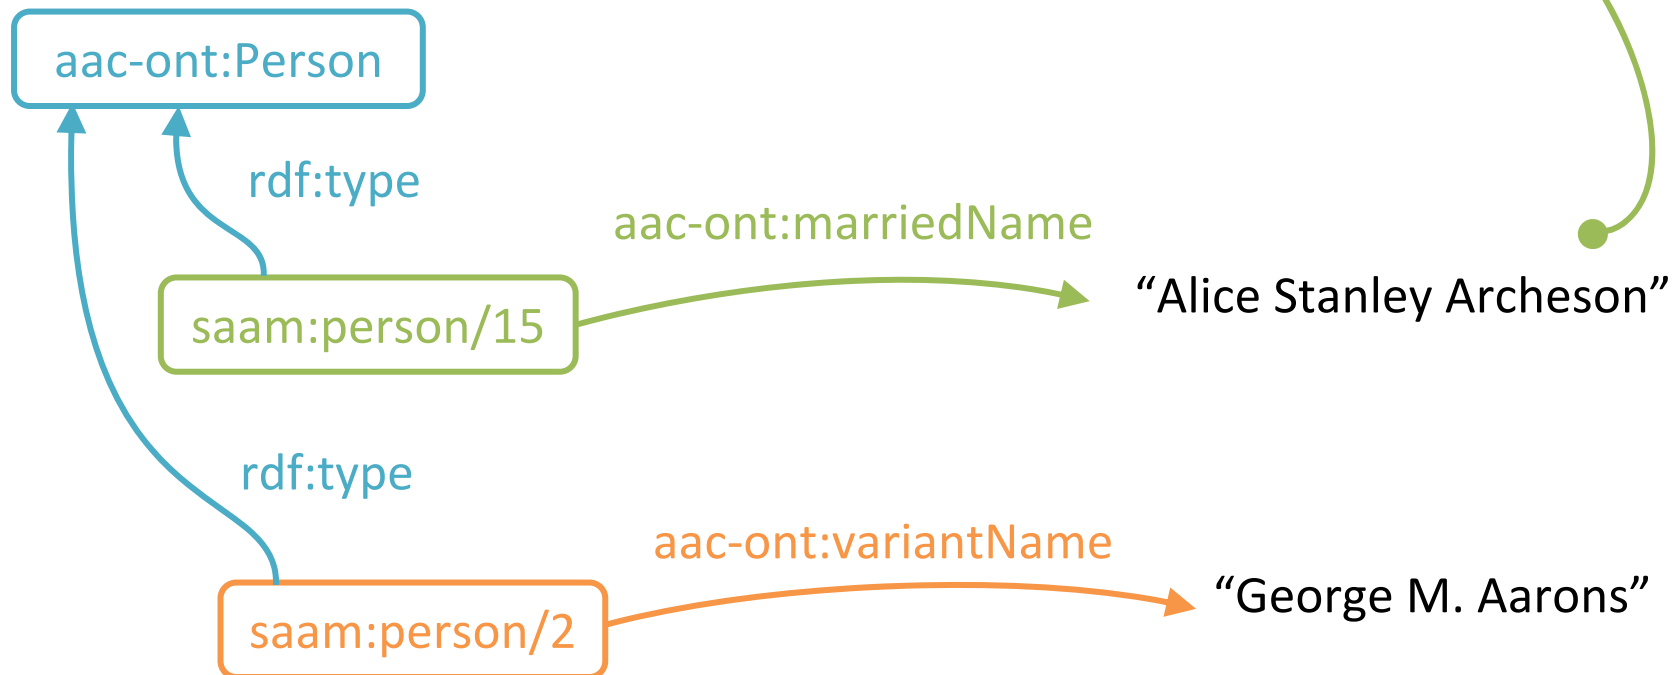 aac-ont:Person
rdf:type
aac-ont:marriedName
“Alice Stanley Archeson”
saam:person/15
rdf:type
aac-ont:variantName
“George M. Aarons”
saam:person/2